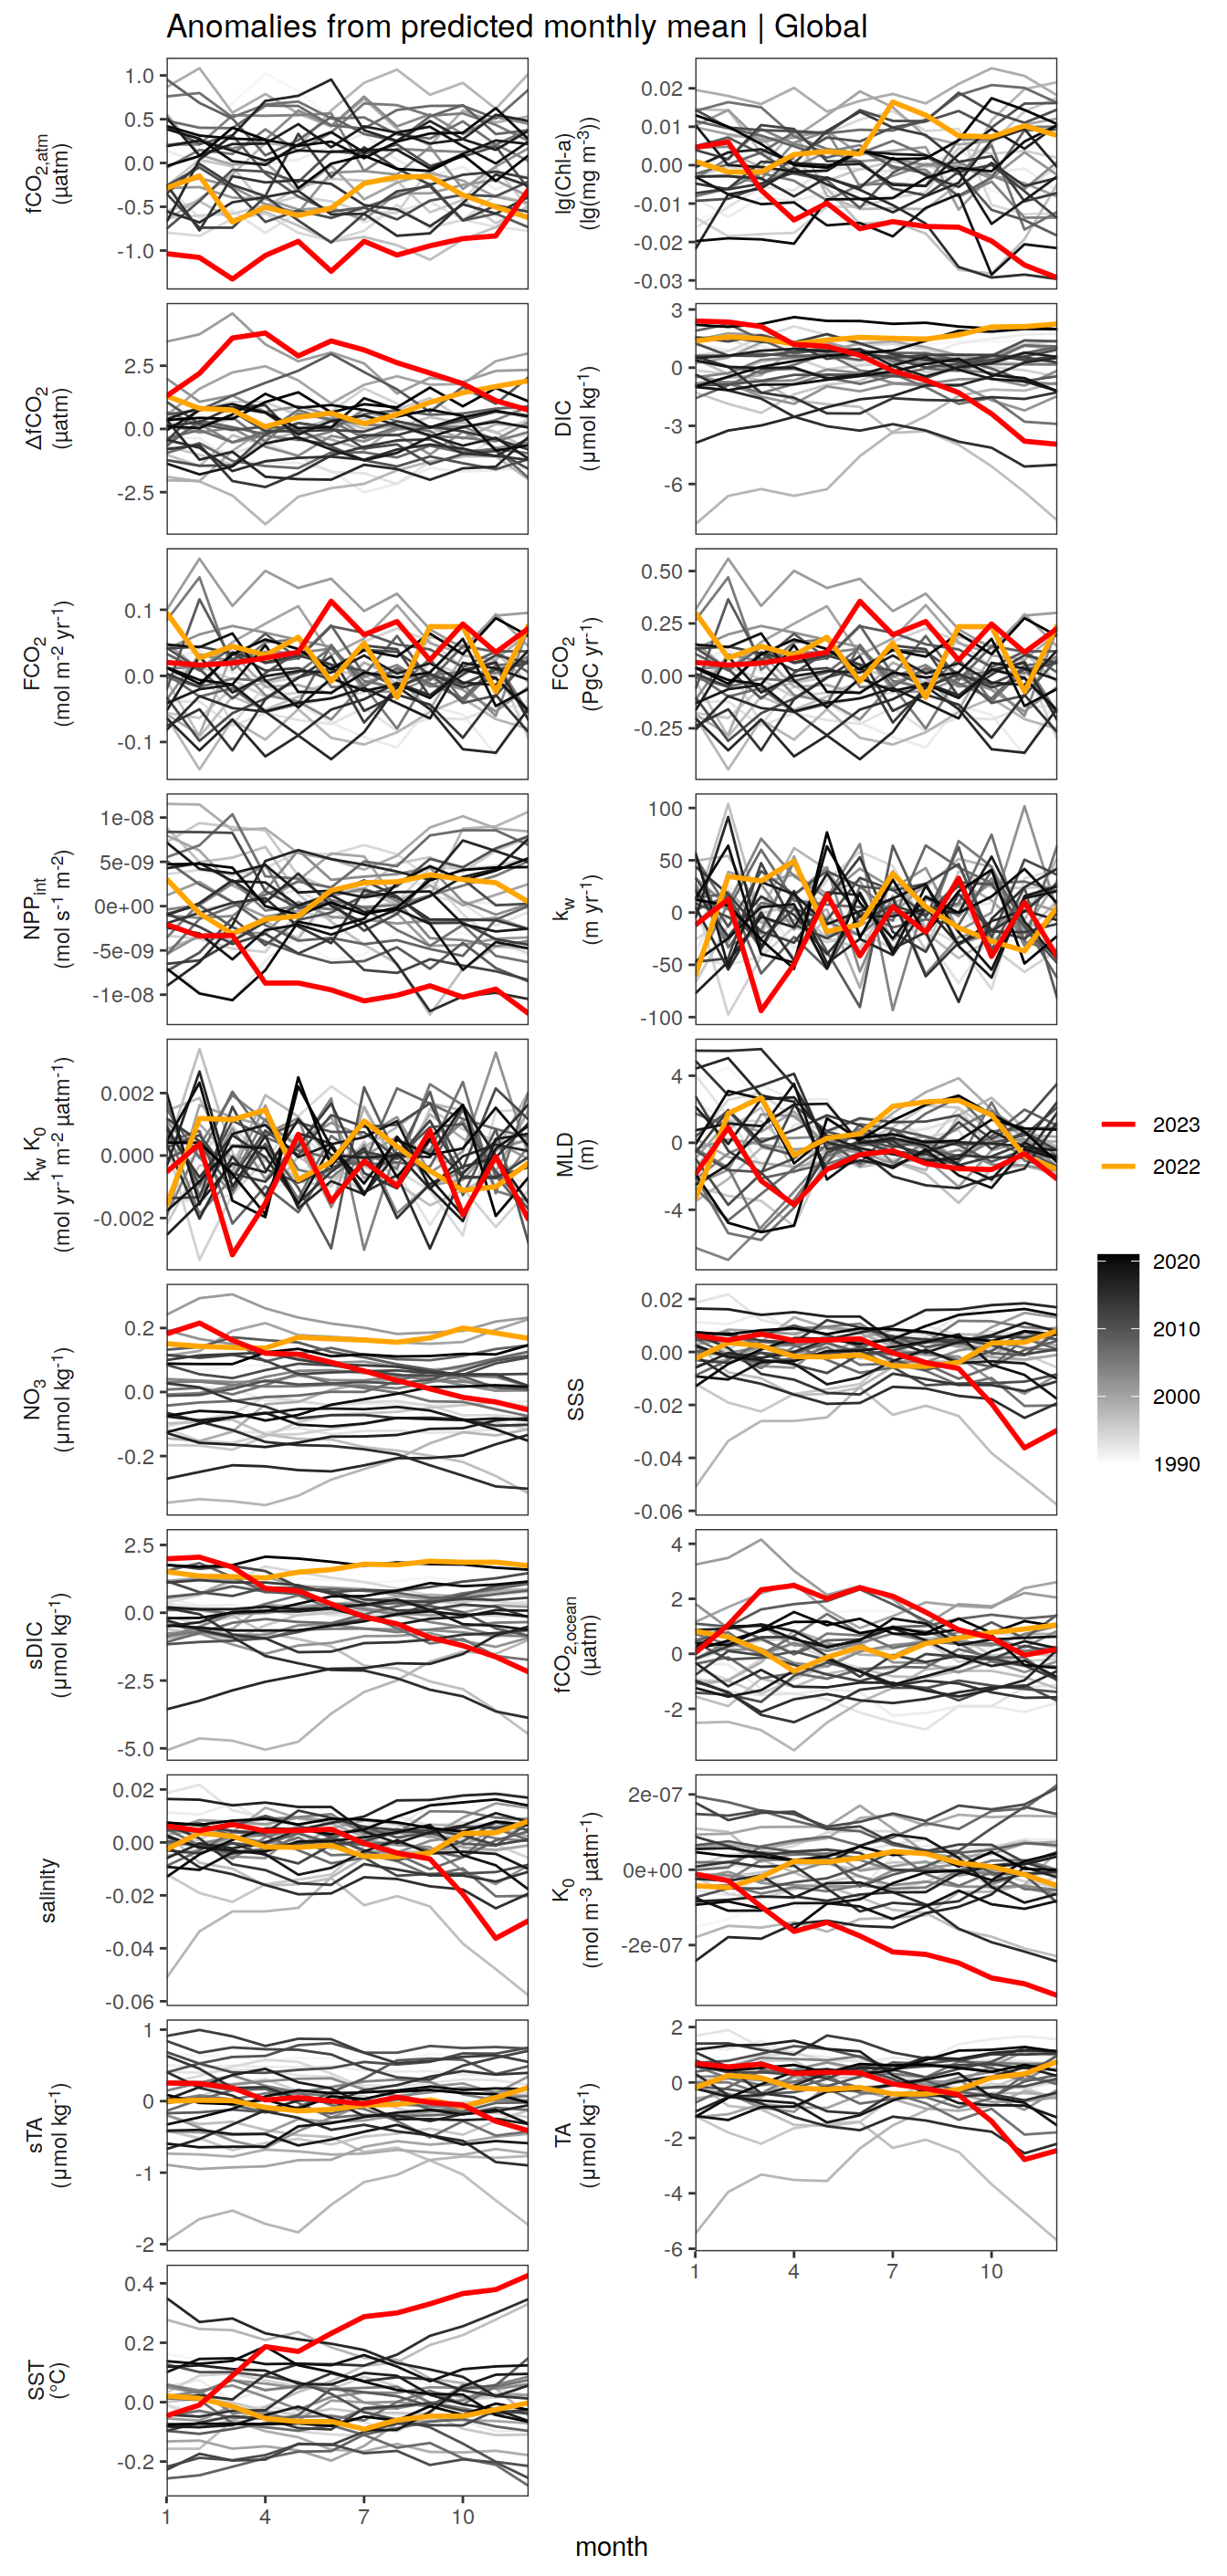 Anomalies from predicted monthly mean | Global
fCO2,atm
(µatm)
1.0
0.5
0.0
-0.5
-1.0
lg(Chl-a)
(lg(mg m-3))
0.02
0.01
0.00
-0.01
-0.02
-0.03
ΔfCO2
(µatm)
2.5
0.0
-2.5
DIC
(µmol kg-1)
3
0
-3
-6
FCO2
(mol m-2 yr-1)
0.1
0.0
-0.1
FCO2
(PgC yr-1)
0.50
0.25
0.00
-0.25
NPPint
(mol s-1 m-2)
1e-08
5e-09
0e+00
-5e-09
-1e-08
kw
(m yr-1)
100
50
0
-50
-100
kw K0
(mol yr-1 m-2 µatm-1)
0.002
0.000
-0.002
MLD
(m)
4
0
-4
2023
2022
2020
2010
2000
1990
NO3
(µmol kg-1)
0.2
0.0
-0.2
SSS
0.02
0.00
-0.02
-0.04
-0.06
sDIC
(µmol kg-1)
2.5
0.0
-2.5
-5.0
fCO2,ocean
(µatm)
4
2
0
-2
salinity
0.02
0.00
-0.02
-0.04
-0.06
K0
(mol m-3 µatm-1)
2e-07
0e+00
-2e-07
sTA
(µmol kg-1)
1
0
-1
-2
TA
(µmol kg-1)
2
0
-2
-4
-6
1 4 7 10
SST
(°C)
0.4
0.2
0.0
-0.2
1 4 7 10
month